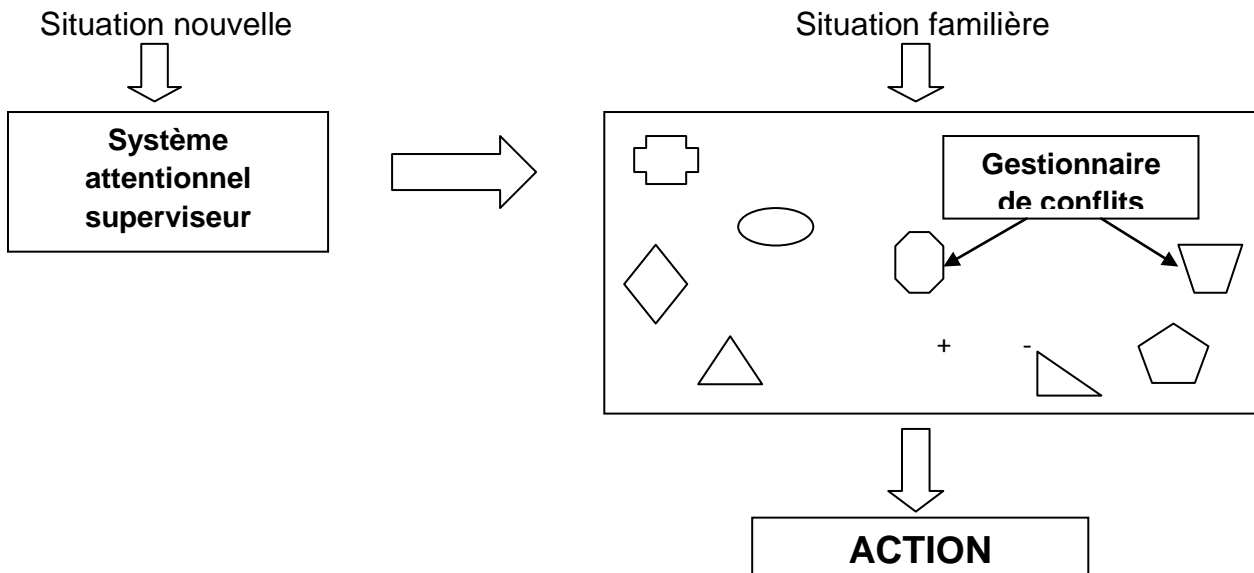 Situation nouvelle
Situation familière
Système
attentionnel
superviseur
Gestionnaire
de conflits
+ -
ACTION